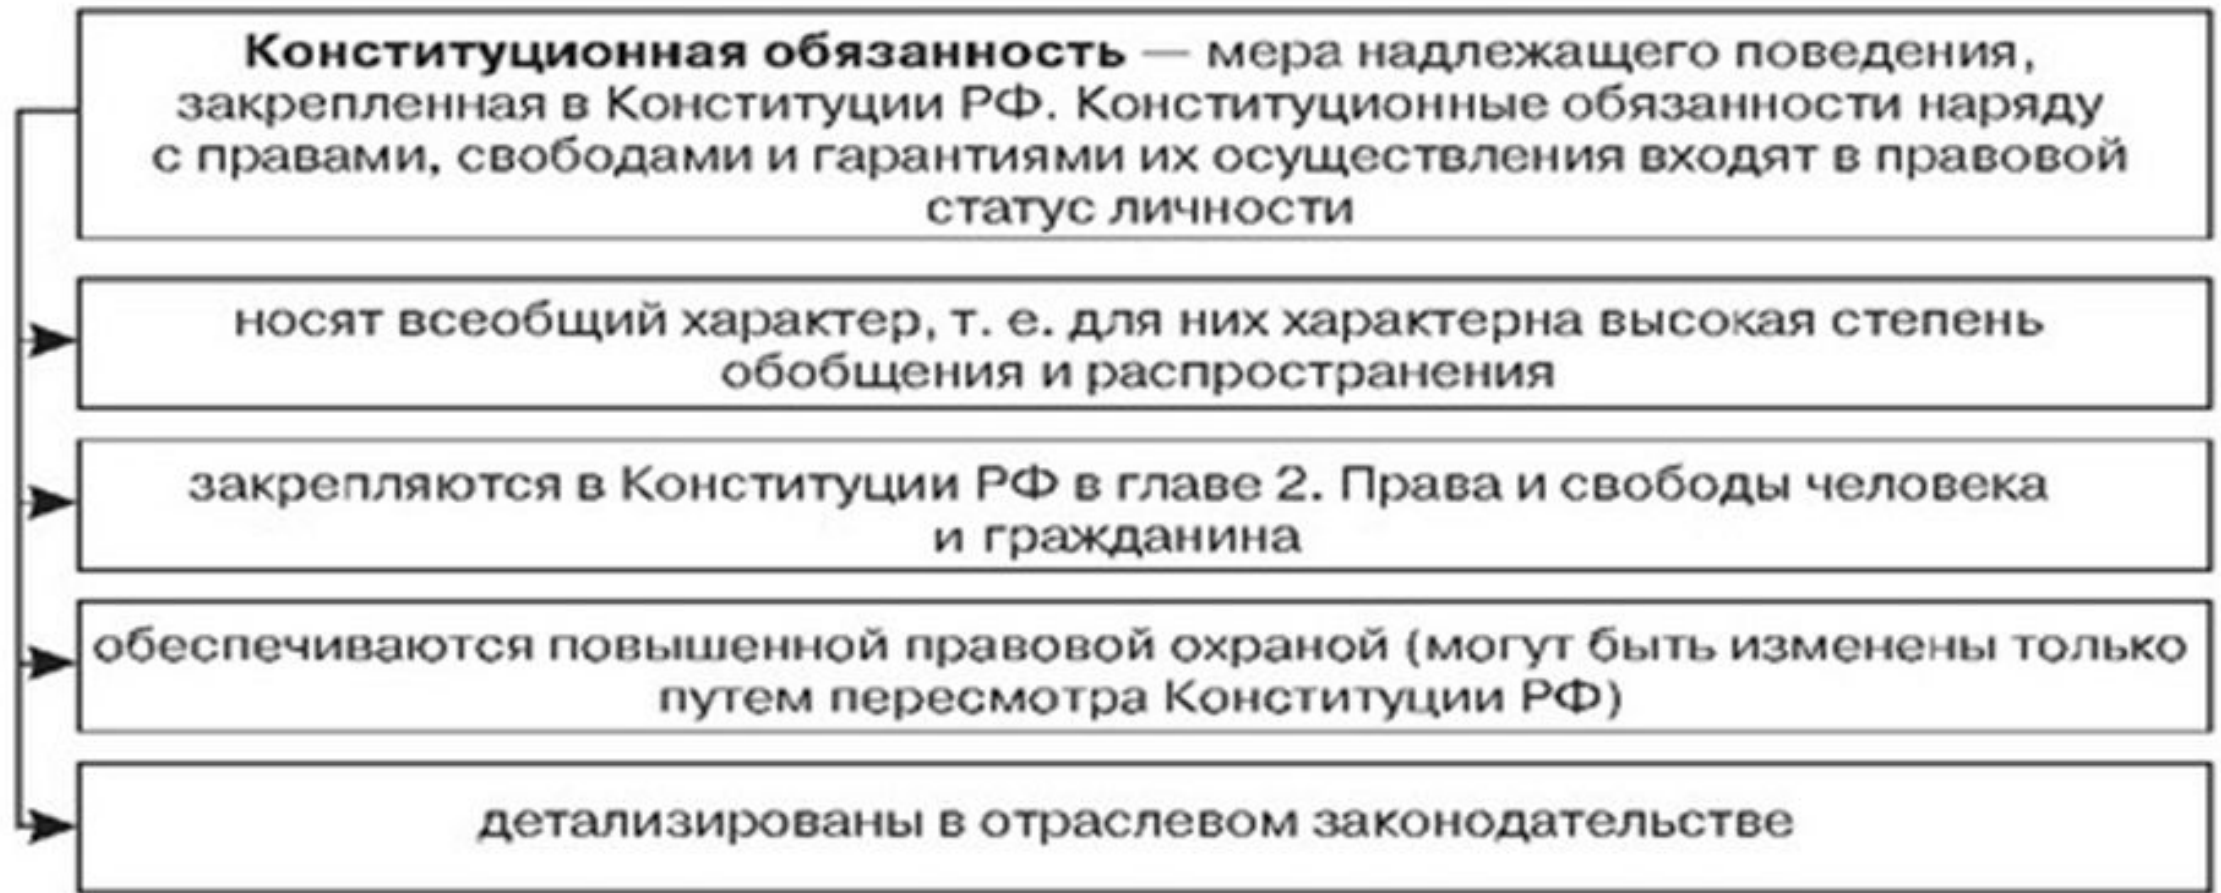 Конституционная обязанность — мера надлежащего поведения,
закрепленная в Конституции РФ. Конституционные обязанности наряду
с правами, свободами и гарантиями их осуществления входят в правовой
статус личности
носят всеобщий характер, т. е. для них характерна высокая степень
обобщения и распространения
закрепляются в Конституции РФ в главе 2. Права и свободы человека
и гражданина
обеспечиваются повышенной правовой охраной (могут быть изменены только
путем пересмотра Конституции РФ)
детализированы в отраслевом законодательстве